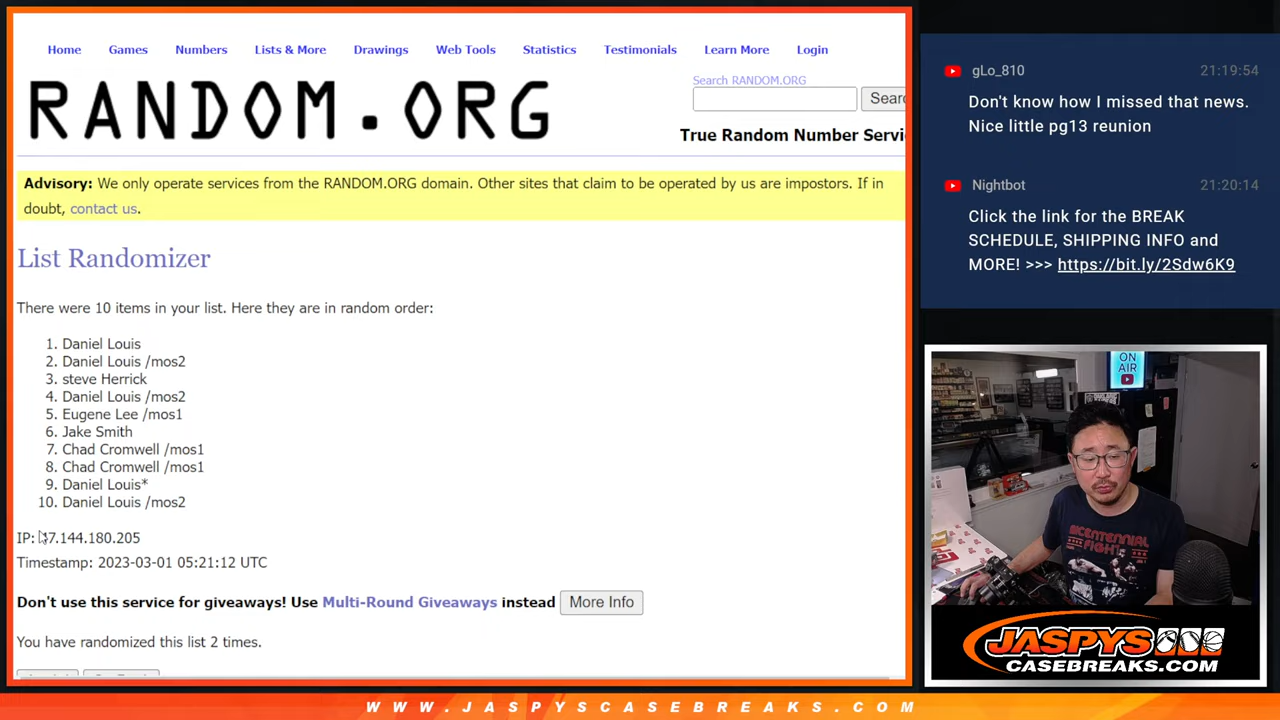 Home Games Numbers Lists & More Drawings Web Tools Statistics Testimonials Learn More Login
RANDOM.ORG
Search RANDOM.ORG
Searc
True Random Number Servi
Advisory: We only operate services from the RANDOM.ORG domain. Other sites that claim to be operated by us are impostors. If in
doubt, contact us.
List Randomizer
There were 10 items in your list. Here they are in random order:
1. Daniel Louis
2. Daniel Louis /mos2
3. steve Herrick
4. Daniel Louis /mos2
5. Eugene Lee /mos1
6. Jake Smith
7. Chad Cromwell /mos1
8. Chad Cromwell /mos1
9. Daniel Louis*
10. Daniel Louis /mos2
IP: 47.144.180.205
Timestamp: 2023-03-01 05:21:12 UTC
Don't use this service for giveaways! Use Multi-Round Giveaways instead More Info
You have randomized this list 2 times.
gLo_810 21:19:54
Don't know how I missed that news.
Nice little pg13 reunion
Nightbot 21:20:14
Click the link for the BREAK
SCHEDULE, SHIPPING INFO and
MORE! >>> https://bit.ly/2Sdw6K9
ON
AIR
BICENTENNIAL
FIGHT
JASPYS
CASEBREAKS.COM
WWW.JASPYSCASEBREAKS.COM